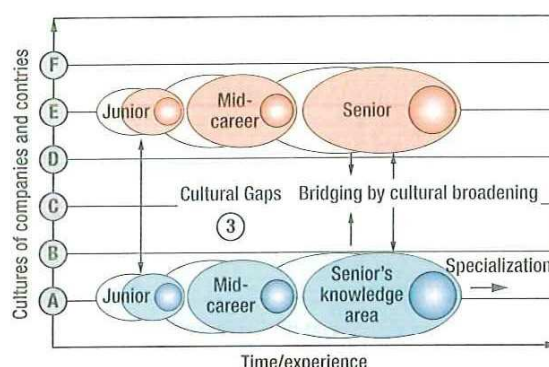 Cultures of companies and contries
F
E
D
C
B
A
Junior
Mid-
career
Senior
Cultural Gaps
3
Bridging by cultural broadening
Junior
Mid-
career
Senior's
knowledge
area
Specialization
Time/experience